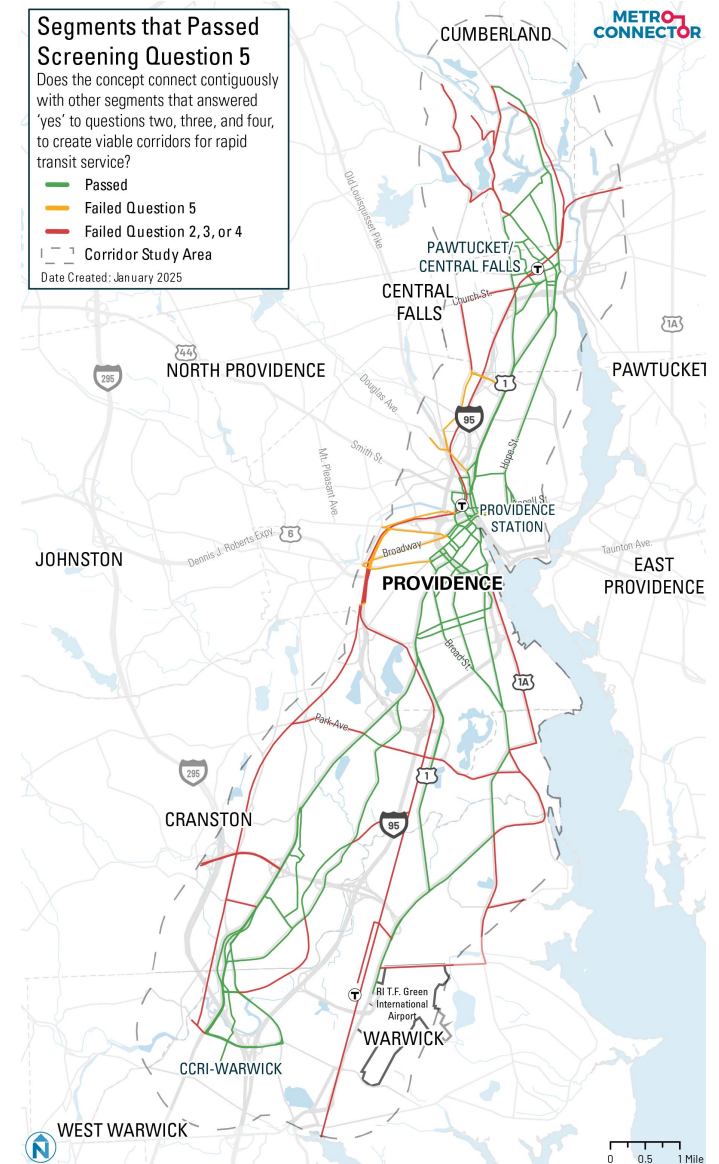 Segments that Passed
Screening Question 5
Does the concept connect contiguously
with other segments that answered
'yes' to questions two, three, and four,
to create viable corridors for rapid
transit service?
Passed
Failed Question 5
Failed Question 2, 3, or 4
Corridor Study Area
Date Created: January 2025
METRO
CONNECTOR
CUMBERLAND
Old Louisquisset Pike
PAWTUCKET/
CENTRAL FALLS
T
CENTRAL
FALLS
Church St.
1A
44
295
NORTH PROVIDENCE
PAWTUCKET
1
Douglas Ave.
95
Smith St.
Hope St.
Mt. Pleasant Ave.
T
PROVIDENCE
STATION
6
Dennis J. Roberts Expy
Broadway
Taunton Ave.
JOHNSTON
EAST
PROVIDENCE
PROVIDENCE
Broad St.
1A
Park Ave.
295
1
CRANSTON
95
T
RI T.F. Green
International
Airport
WARWICK
CCRI-WARWICK
WEST WARWICK
N
0 0.5 1 Mile